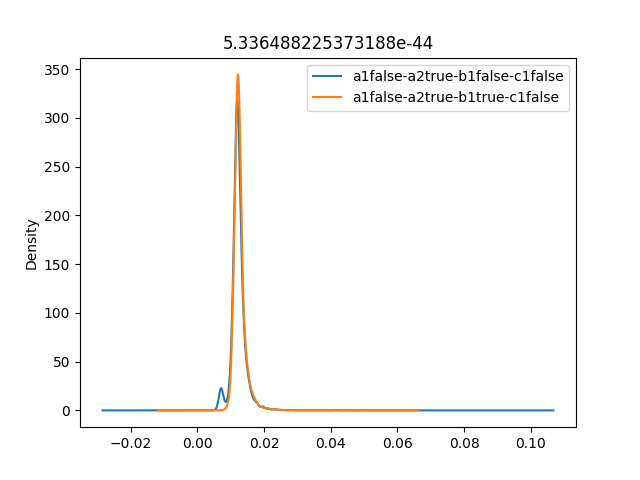 5.336488225373188e-44
a1false-a2true-b1false-c1false
a1false-a2true-b1true-c1false
Density
350
300
250
200
150
100
50
0
−0.02 0.00 0.02 0.04 0.06 0.08 0.10